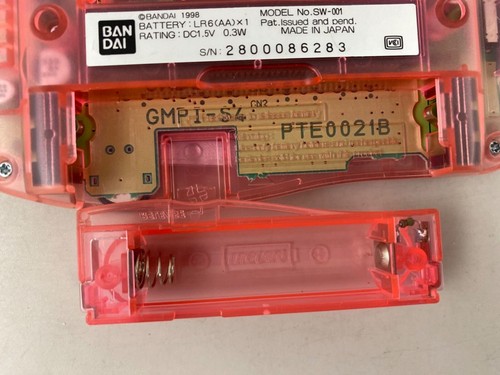 BAN
DAI
©BANDAI 1998
BATTERY:LR6(AA)×1
RATING:DC1.5V 0.3W
MODEL No.SW-001
Pat.Issued and pend.
MADE IN JAPAN
S/N: 2800086283
CN2
GMPI-S4
PTE0021B